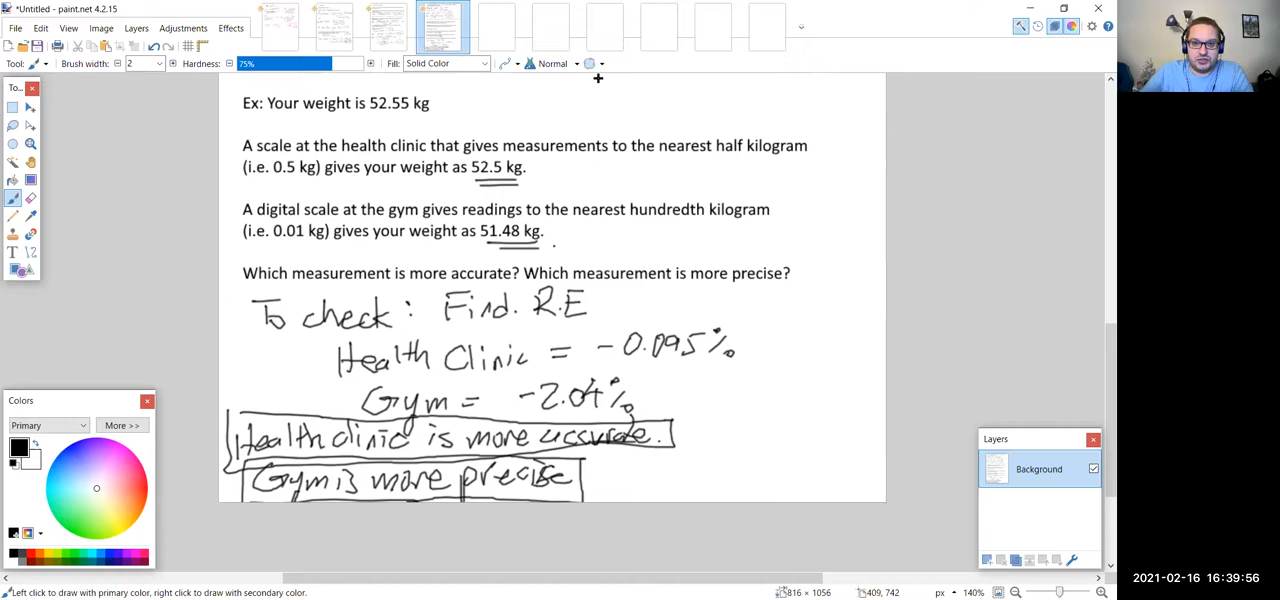 *Untitled - paint.net 4.2.15
File Edit View Image Layers Adjustments Effects
Tool: Brush width: 2 Hardness: 75% Fill: Solid Color Normal
To...
Ex: Your weight is 52.55 kg
A scale at the health clinic that gives measurements to the nearest half kilogram
(i.e. 0.5 kg) gives your weight as 52.5 kg.
A digital scale at the gym gives readings to the nearest hundredth kilogram
(i.e. 0.01 kg) gives your weight as 51.48 kg.
Which measurement is more accurate? Which measurement is more precise?
To check: Find. R.E
Health Clinic = -0.095%
Gym = -2.04%
Health clinic is more accurate.
Gym is more precise
Colors
Primary More >>
Layers
Background
2021-02-16 16:39:56
Left click to draw with primary color, right click to draw with secondary color. 816 × 1056 409, 742 px 140%